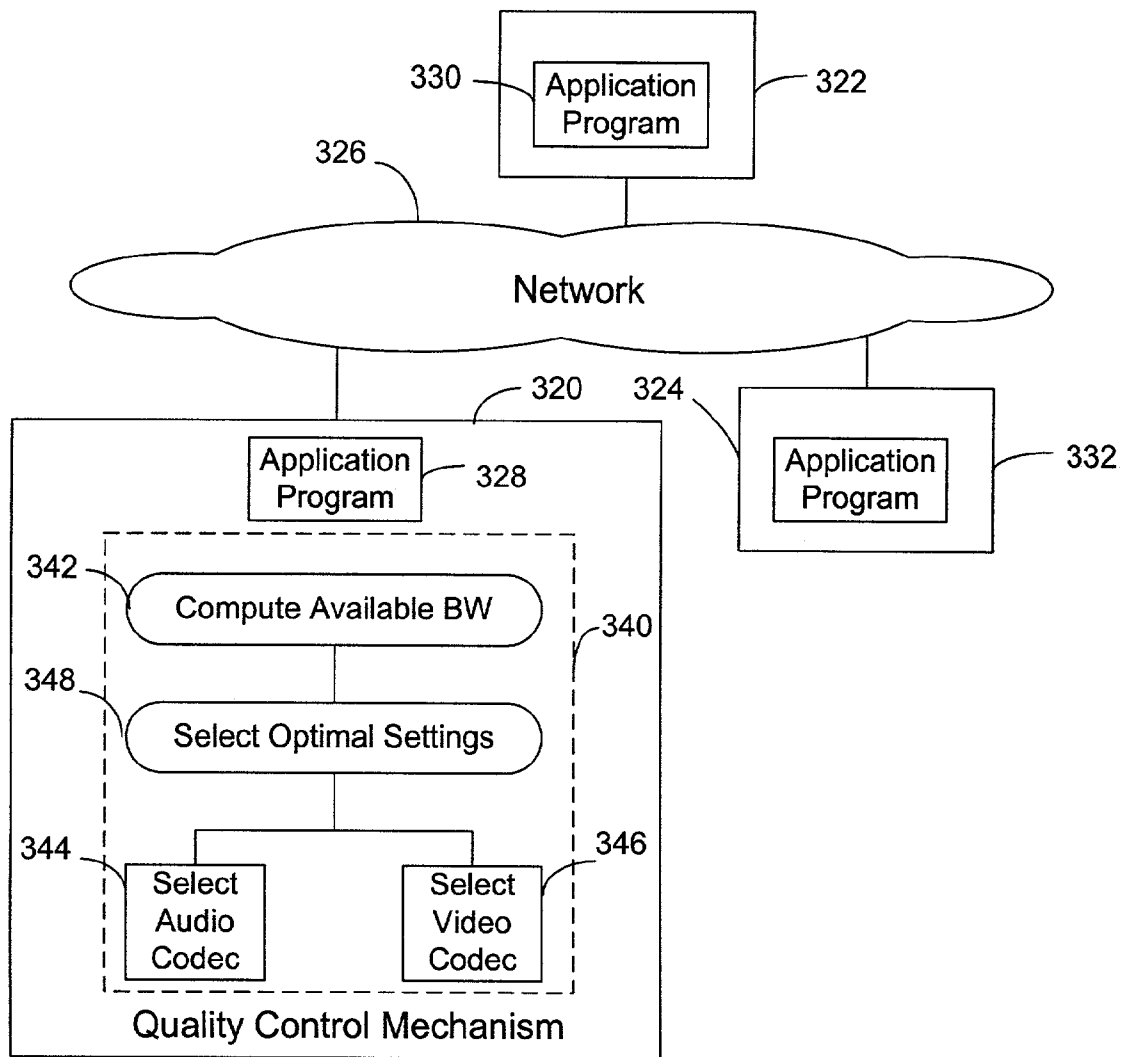 330
Application
Program
322
326
Network
320
324
Application
Program
328
Application
Program
332
342
Compute Available BW
340
348
Select Optimal Settings
344
Select
Audio
Codec
Select
Video
Codec
346
Quality Control Mechanism